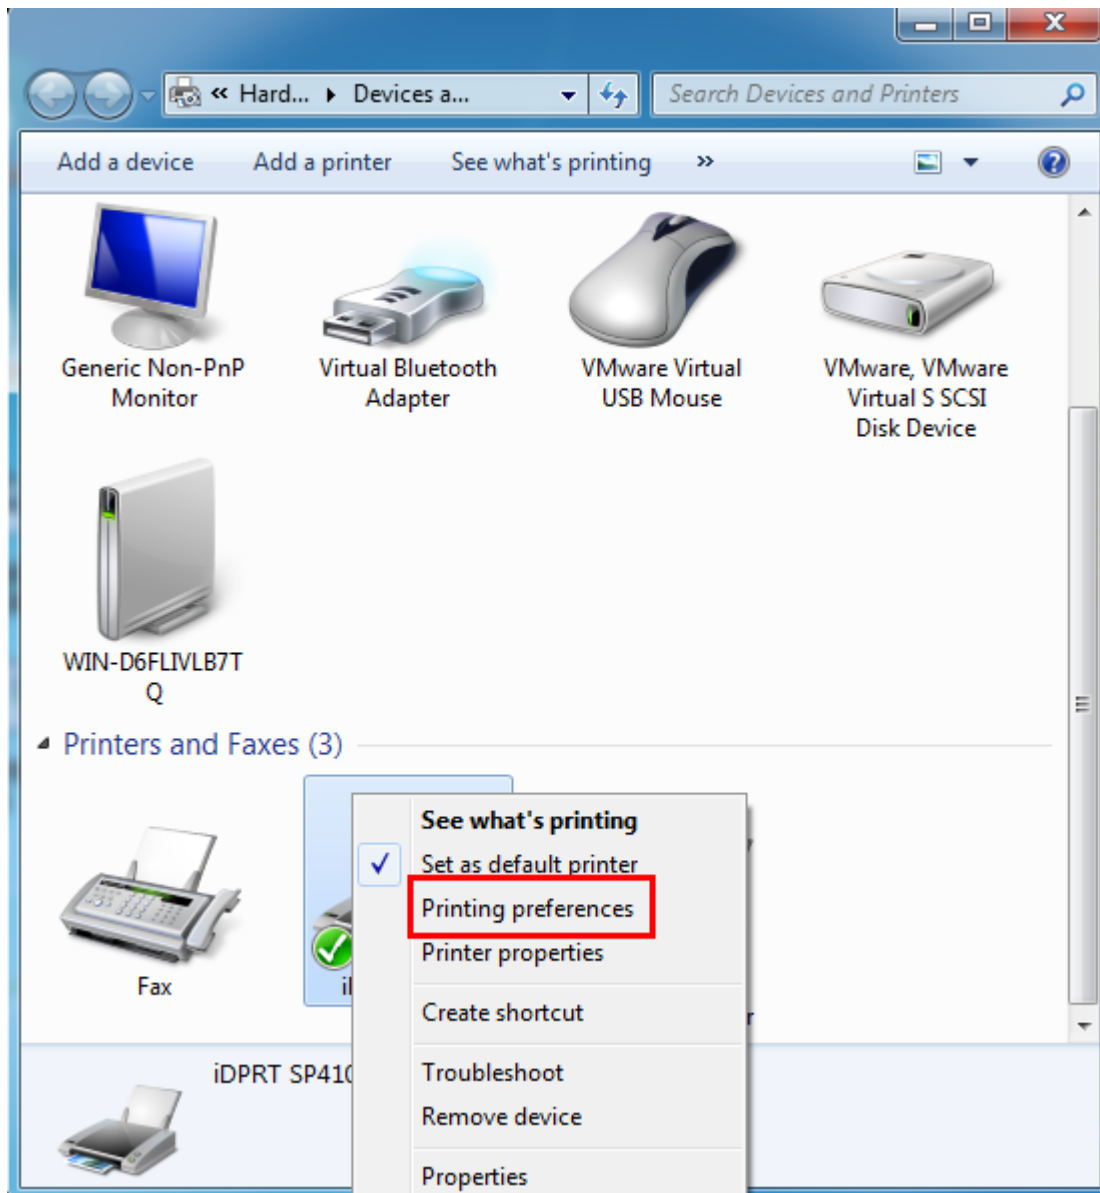 Hard... Devices a...
Search Devices and Printers
Add a device Add a printer See what's printing
Generic Non-PnP
Monitor
Virtual Bluetooth
Adapter
VMware Virtual
USB Mouse
VMware, VMware
Virtual S SCSI
Disk Device
WIN-D6FLIVLB7T
Q
Printers and Faxes (3)
Fax
See what's printing
Set as default printer
Printing preferences
Printer properties
Create shortcut
Troubleshoot
Remove device
Properties
iDPRT SP410